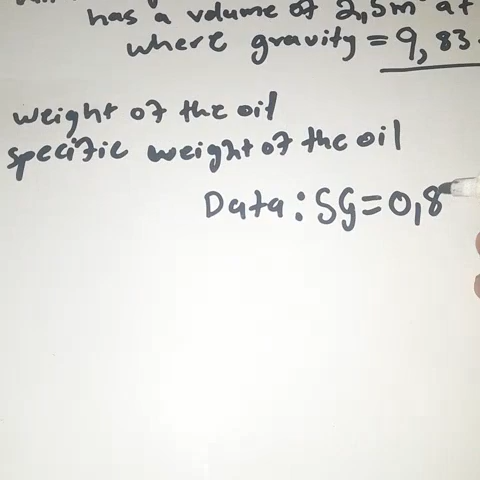 has a volume of 2,5m at
where gravity = 9,83
weight of the oil
specific weight of the oil
Data: SG=0,8